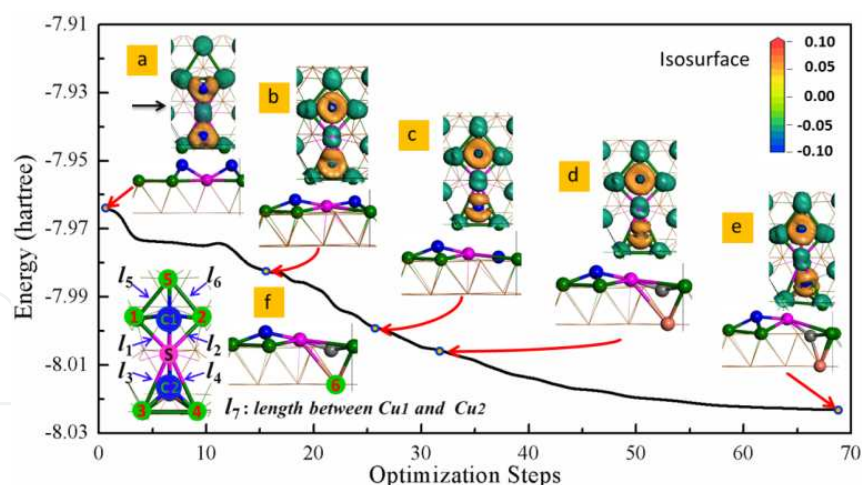 -7.91
-7.93
-7.95
-7.97
-7.99
-8.01
-8.03
Energy (hartree)
a
b
c
d
e
f
Isosurface
0.10
0.05
0.00
-0.05
-0.10
5
l5
l6
1
C1
2
l1
l2
S
l3
l4
C2
3
4
6
l7: length between Cu1 and Cu2
0
10
20
30
40
50
60
70
Optimization Steps